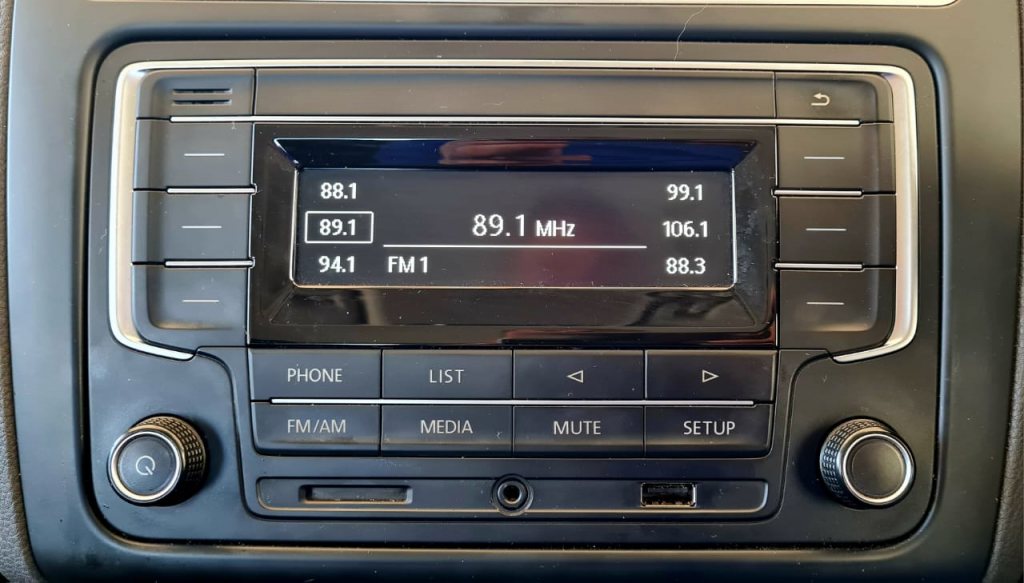 88.1 99.1
89.1 89.1 MHz 106.1
94.1 FM 1 88.3
PHONE LIST
FM/AM MEDIA MUTE SETUP